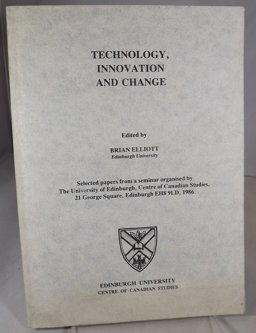 TECHNOLOGY,
INNOVATION
AND CHANGE
Edited by
BRIAN ELLIOTT
Edinburgh University
Selected papers from a seminar organised by
The University of Edinburgh, Centre of Canadian Studies,
21 George Square, Edinburgh EH8 9LD, 1986.
EDINBURGH UNIVERSITY
CENTRE OF CANADIAN STUDIES